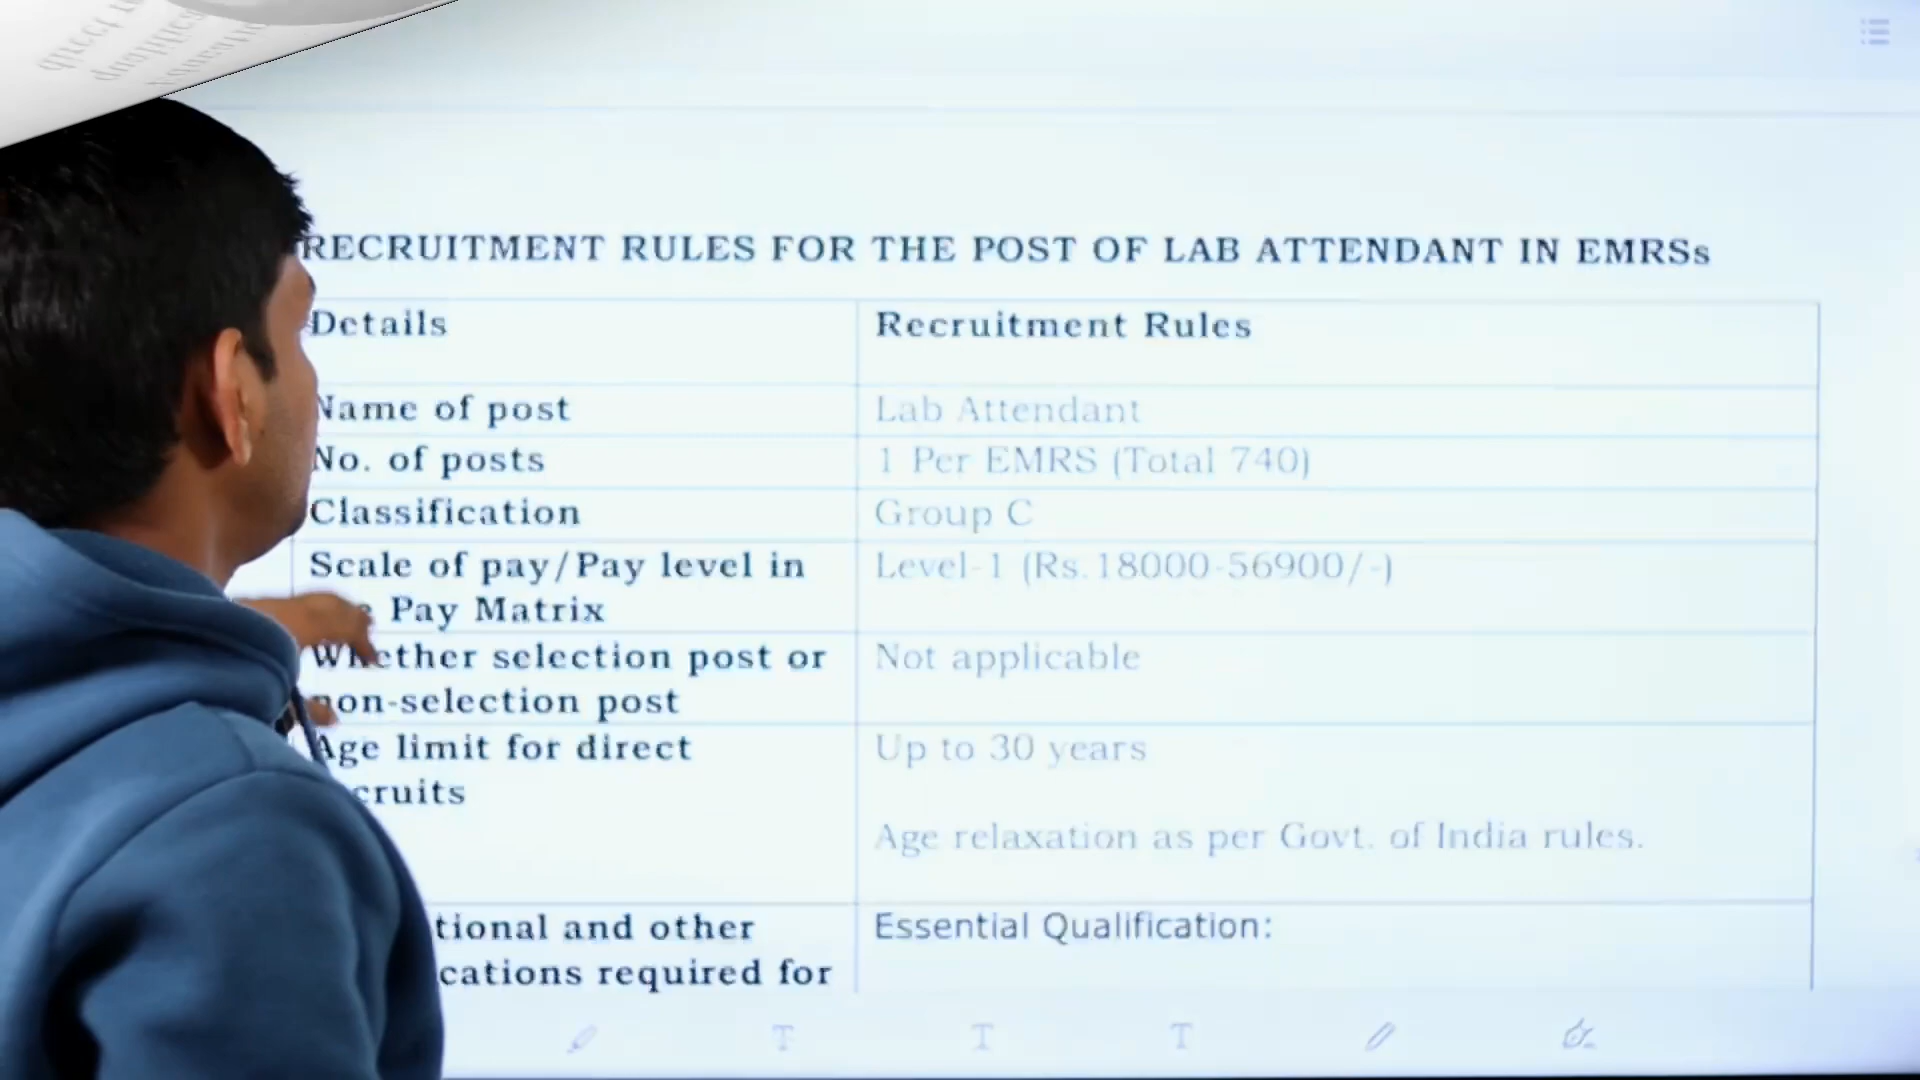 RECRUITMENT RULES FOR THE POST OF LAB ATTENDANT IN EMRSs
Details Recruitment Rules
Name of post Lab Attendant
No. of posts 1 Per EMRS (Total 740)
Classification Group C
Scale of pay/Pay level in Level-1 (Rs.18000-56900/-)
Pay Matrix
Whether selection post or Not applicable
non-selection post
Age limit for direct Up to 30 years
cruits
Age relaxation as per Govt. of India rules.
tional and other Essential Qualification:
cations required for